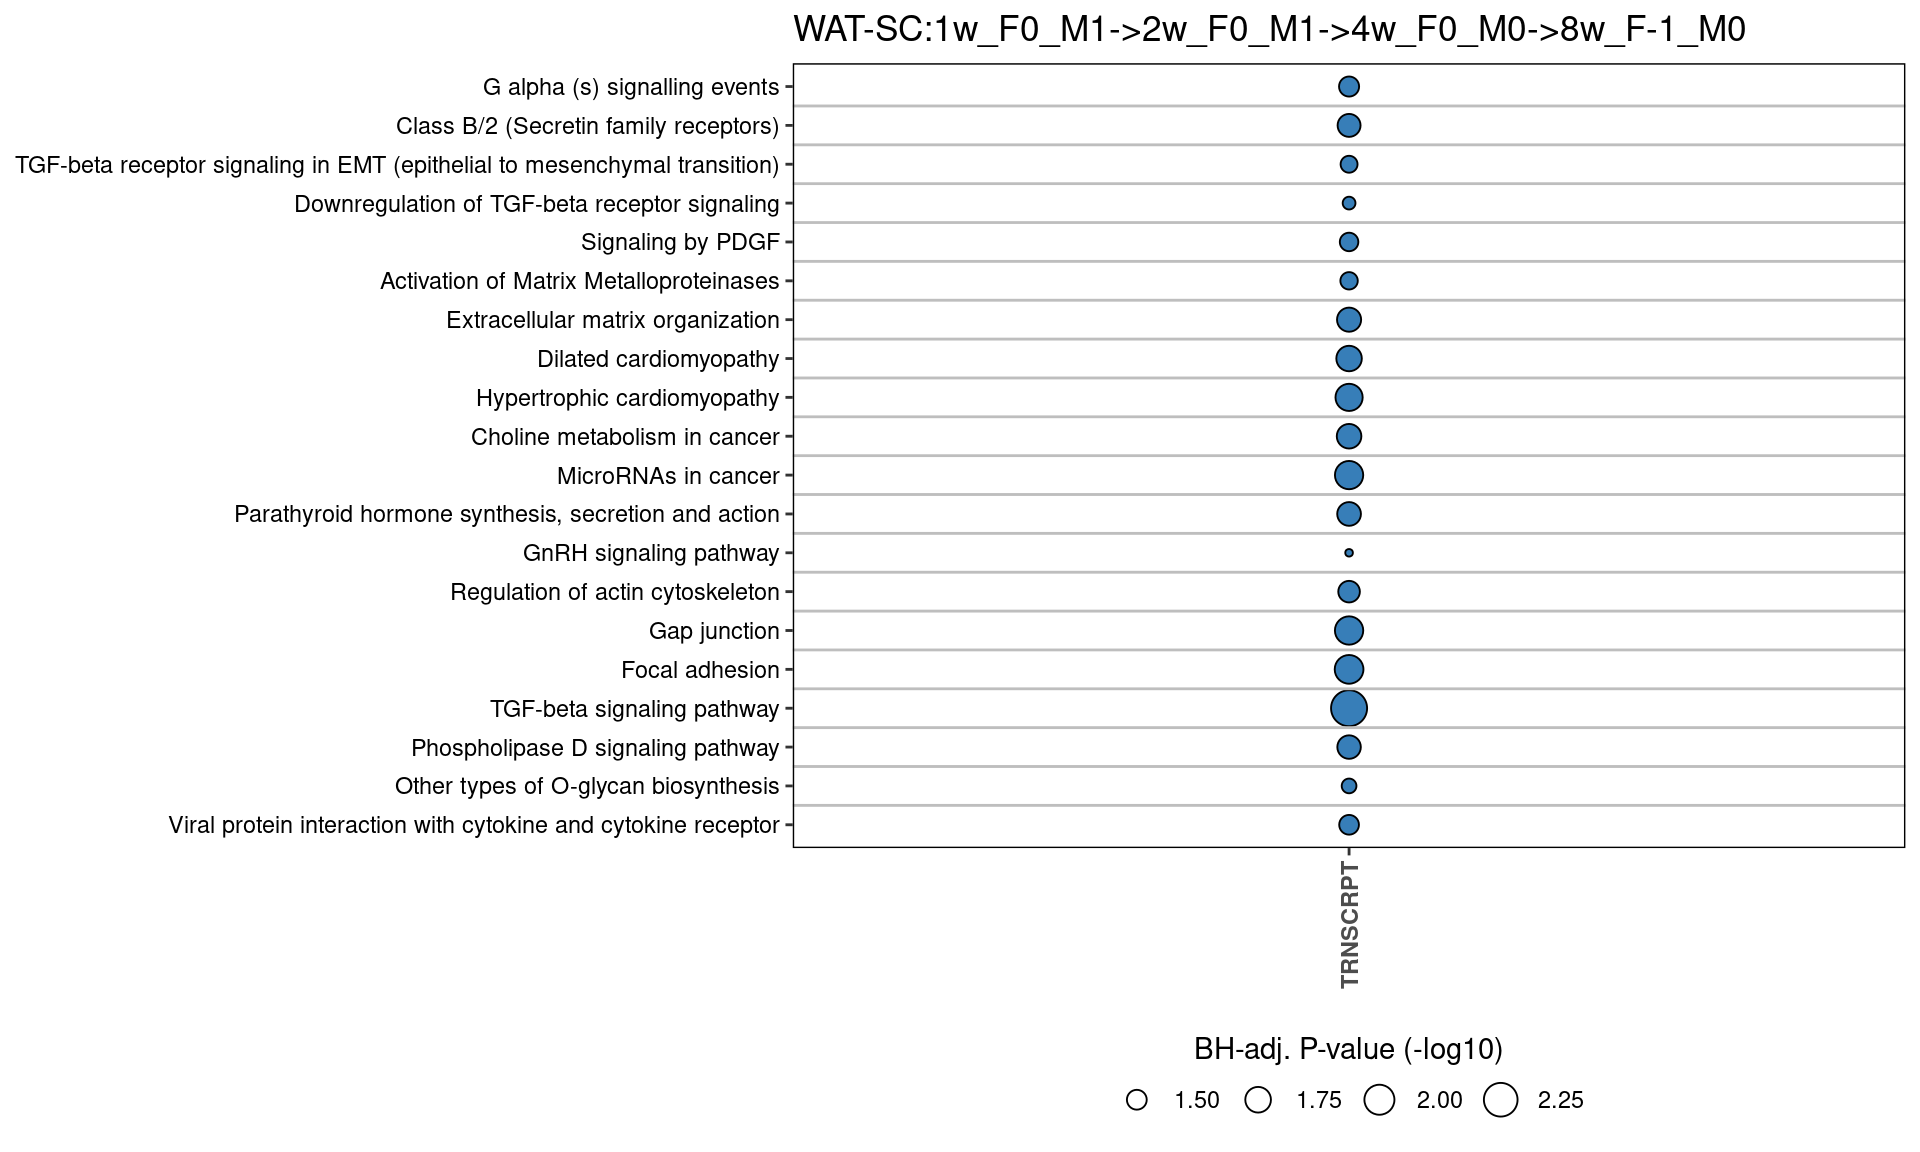 WAT-SC:1w_F0_M1->2w_F0_M1->4w_F0_M0->8w_F-1_M0
G alpha (s) signalling events
Class B/2 (Secretin family receptors)
TGF-beta receptor signaling in EMT (epithelial to mesenchymal transition)
Downregulation of TGF-beta receptor signaling
Signaling by PDGF
Activation of Matrix Metalloproteinases
Extracellular matrix organization
Dilated cardiomyopathy
Hypertrophic cardiomyopathy
Choline metabolism in cancer
MicroRNAs in cancer
Parathyroid hormone synthesis, secretion and action
GnRH signaling pathway
Regulation of actin cytoskeleton
Gap junction
Focal adhesion
TGF-beta signaling pathway
Phospholipase D signaling pathway
Other types of O-glycan biosynthesis
Viral protein interaction with cytokine and cytokine receptor
TRNSCRPT
BH-adj. P-value (-log10)
1.50 1.75 2.00 2.25